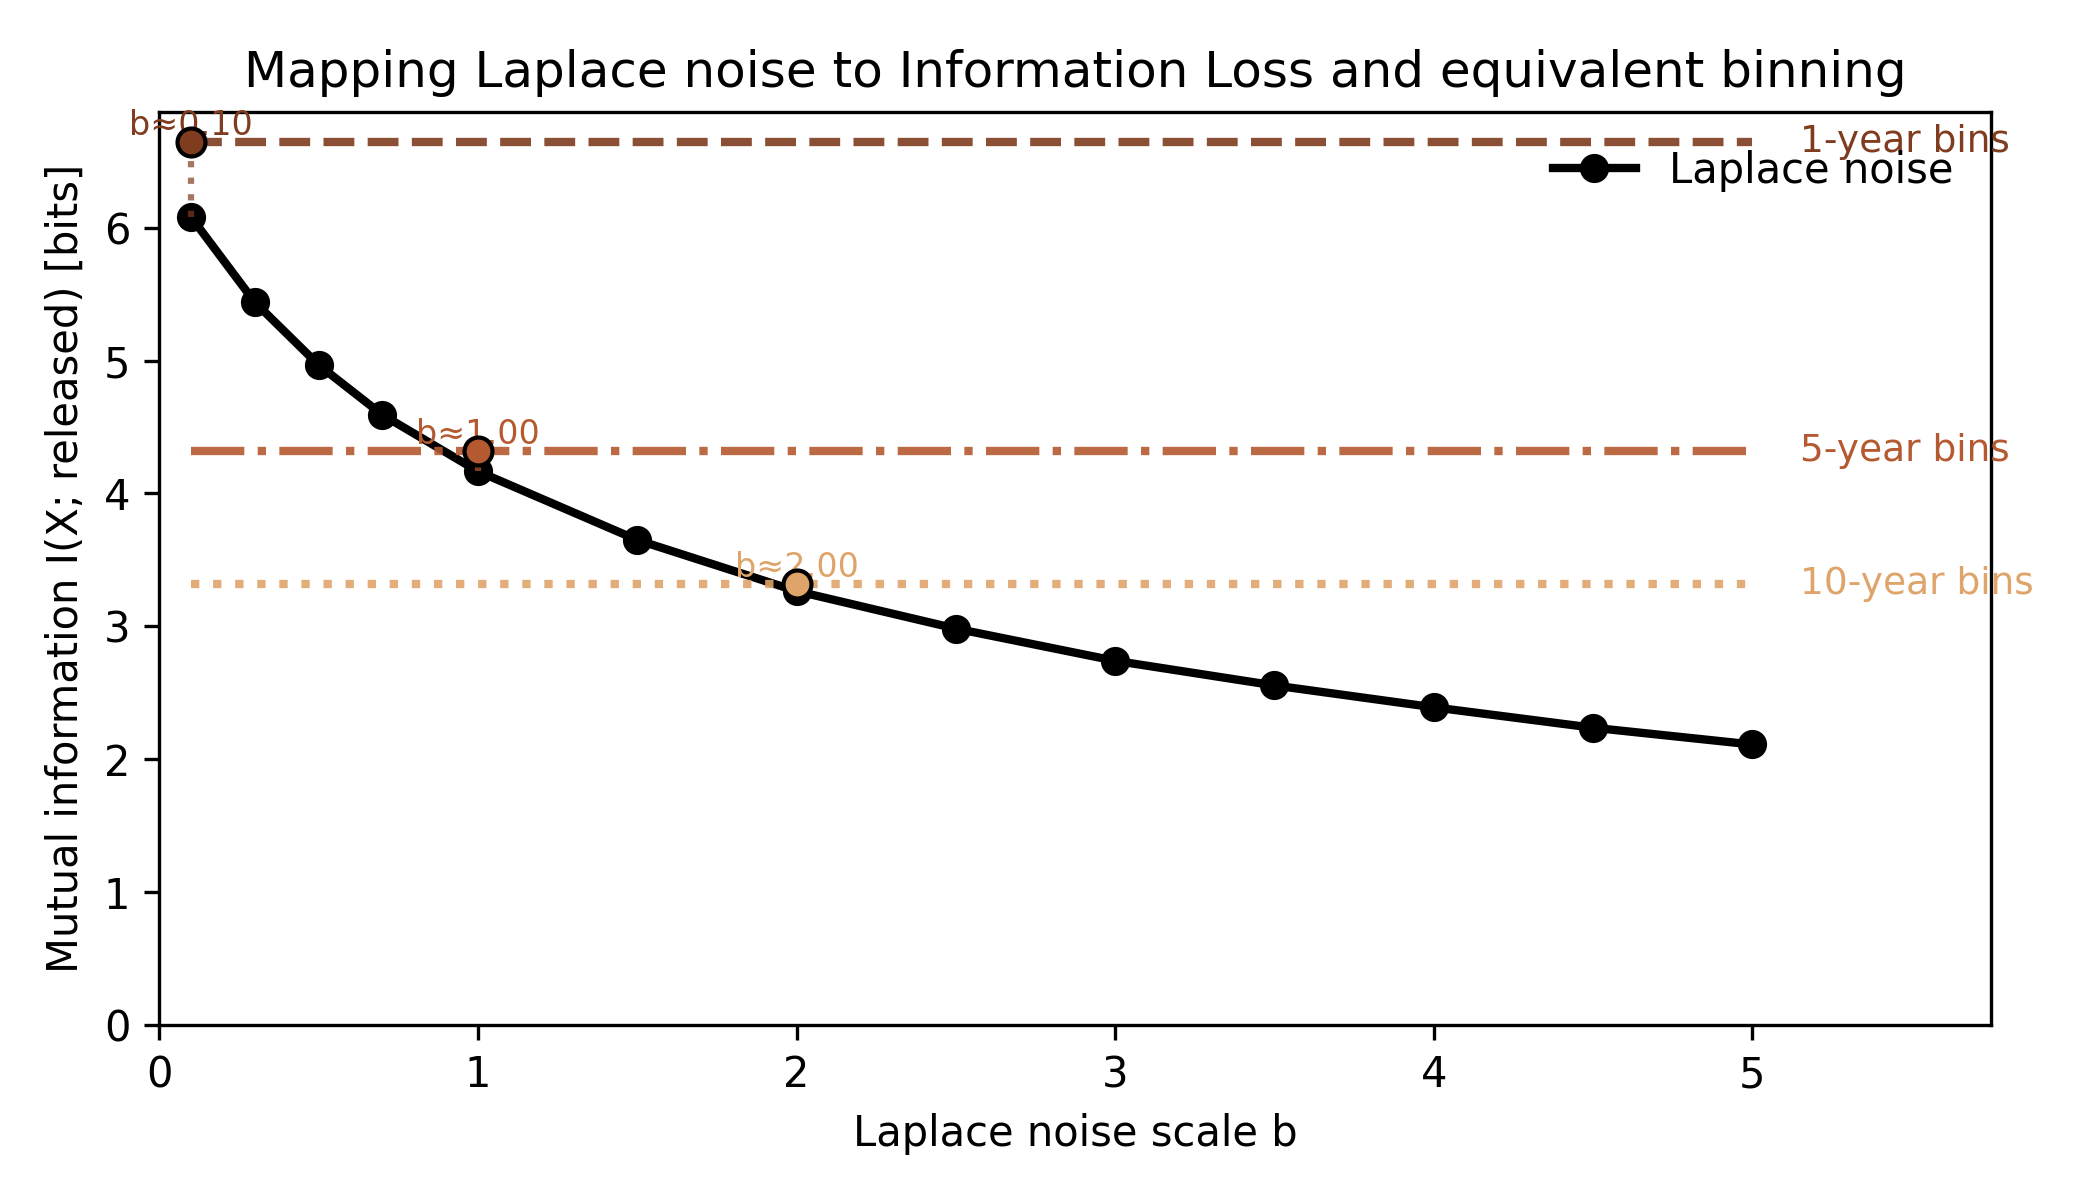 Mapping Laplace noise to Information Loss and equivalent binning
b≈0.10
1-year bins
Laplace noise
b≈1.00
5-year bins
b≈2.00
10-year bins
Mutual information I(X; released) [bits]
6
5
4
3
2
1
0
0 1 2 3 4 5
Laplace noise scale b